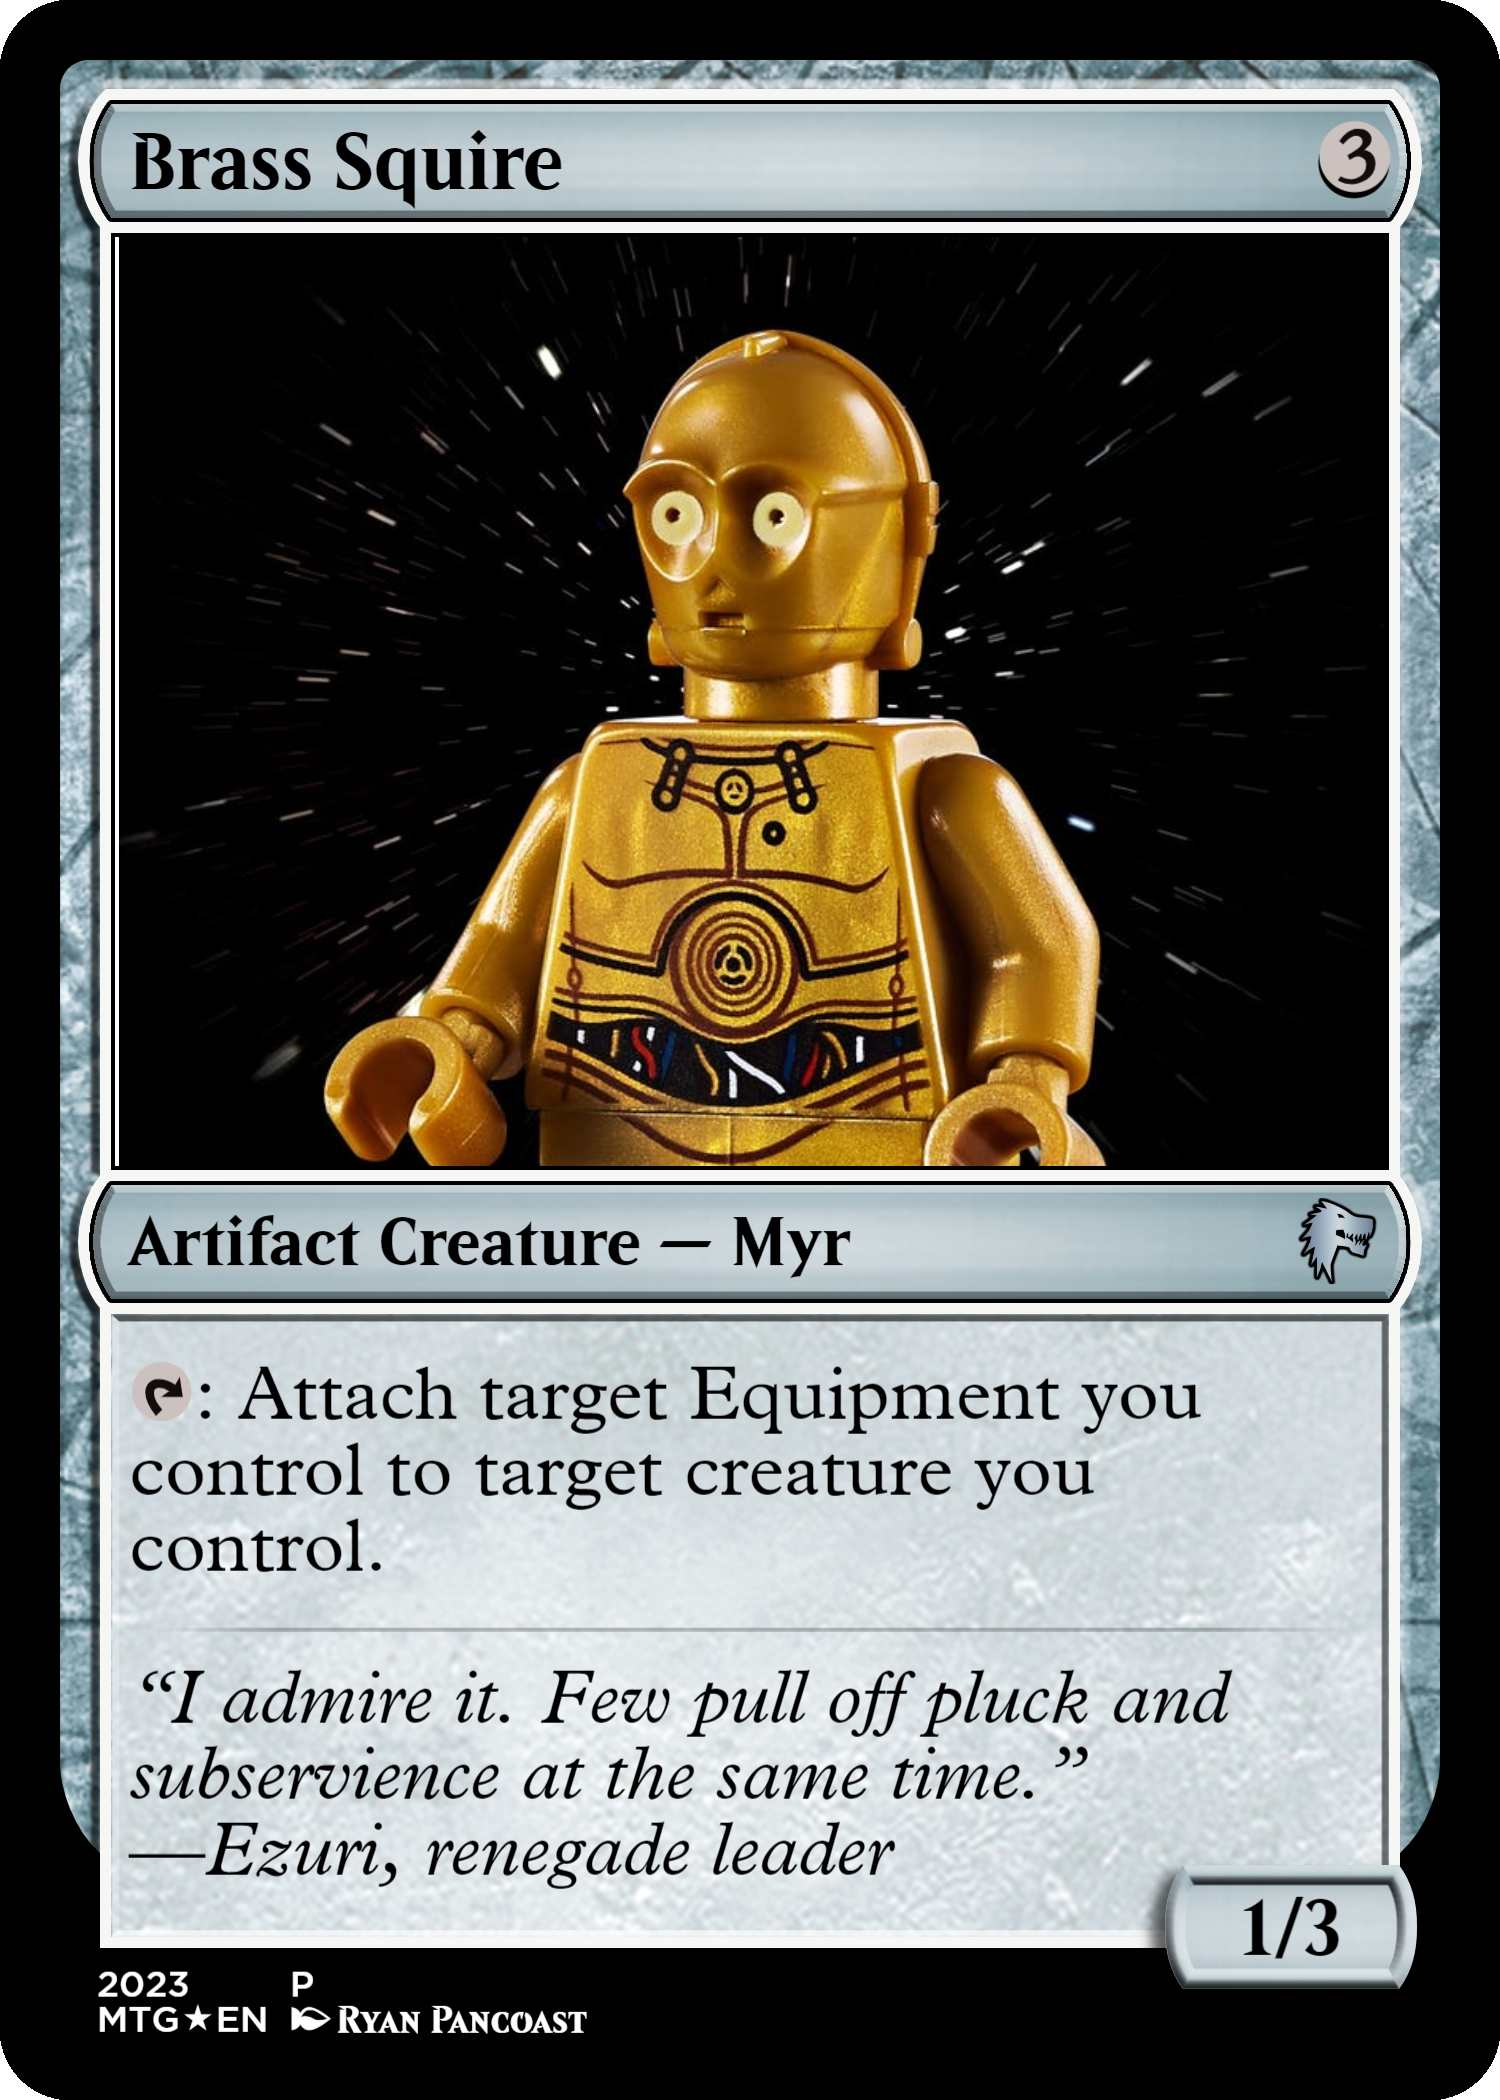 Brass Squire 3
Artifact Creature — Myr
: Attach target Equipment you
control to target creature you
control.
“I admire it. Few pull off pluck and
subservience at the same time.”
—Ezuri, renegade leader
1/3
2023 P
MTG★EN RYAN PANCOAST